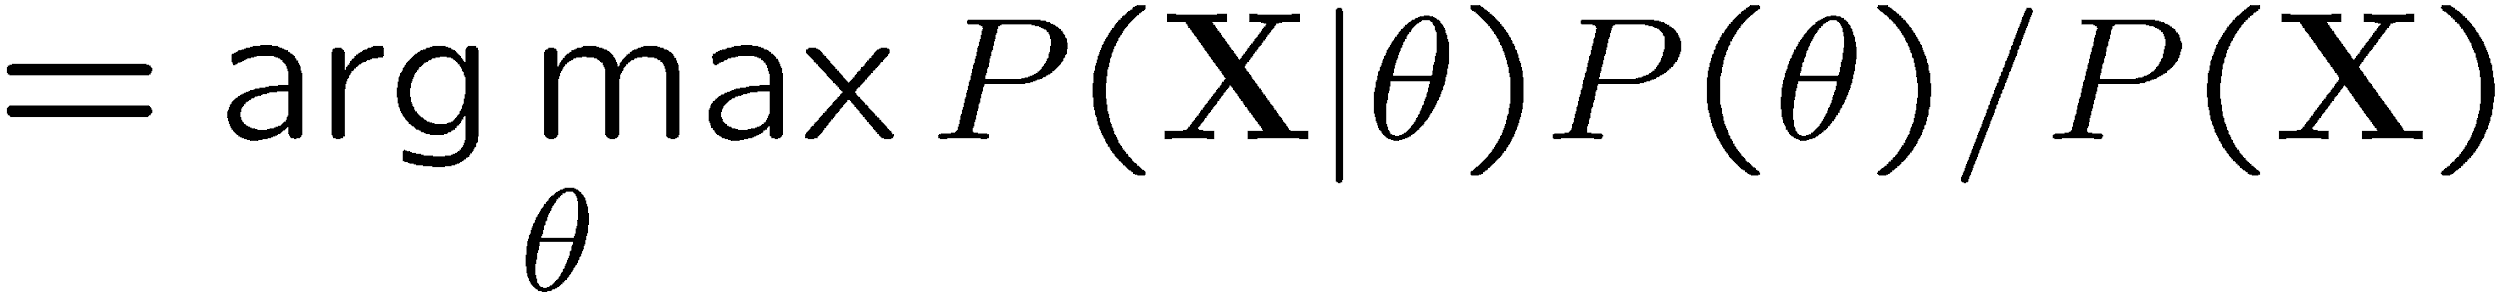 = arg max P(X|θ)P(θ)/P(X)
θ